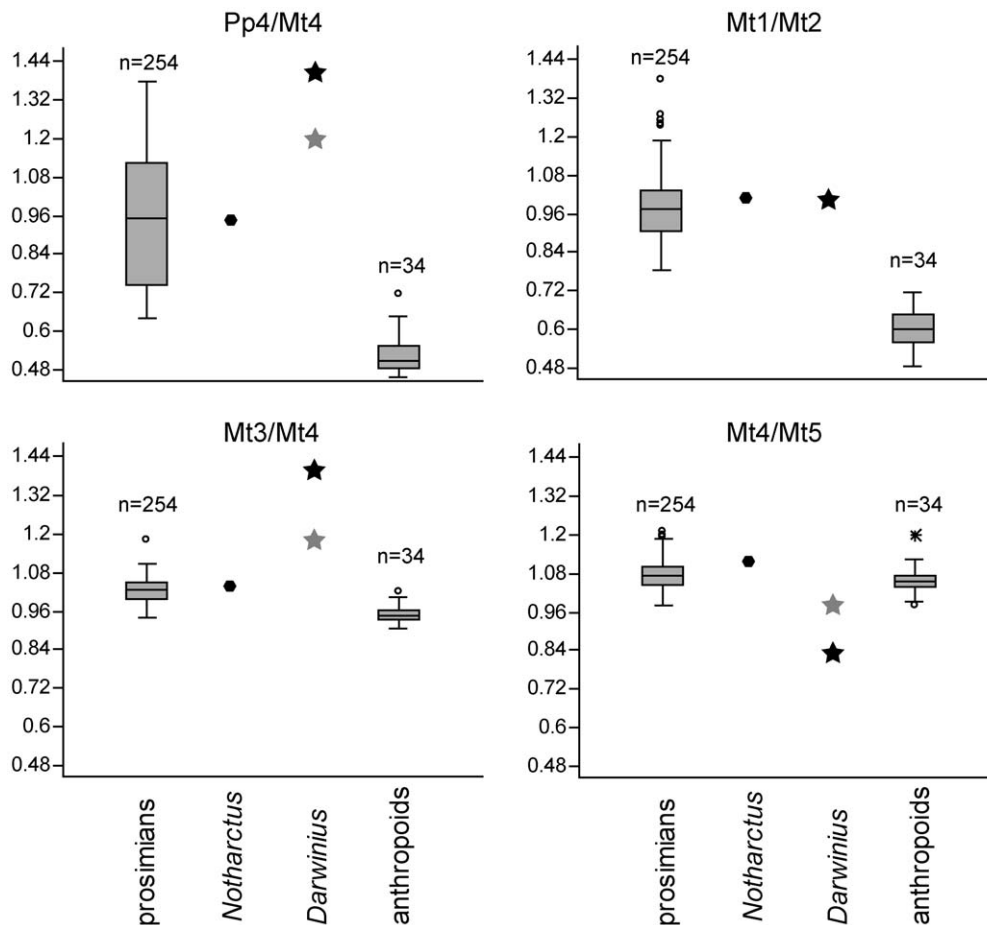 Pp4/Mt4
1.44
1.32
1.2
1.08
0.96
0.84
0.72
0.6
0.48
n=254
n=34
Mt1/Mt2
1.44
1.32
1.2
1.08
0.96
0.84
0.72
0.6
0.48
n=254
n=34
Mt3/Mt4
1.44
1.32
1.2
1.08
0.96
0.84
0.72
0.6
0.48
n=254
n=34
prosimians
Notharctus
Darwinius
anthropoids
Mt4/Mt5
1.44
1.32
1.2
1.08
0.96
0.84
0.72
0.6
0.48
n=254
n=34
prosimians
Notharctus
Darwinius
anthropoids